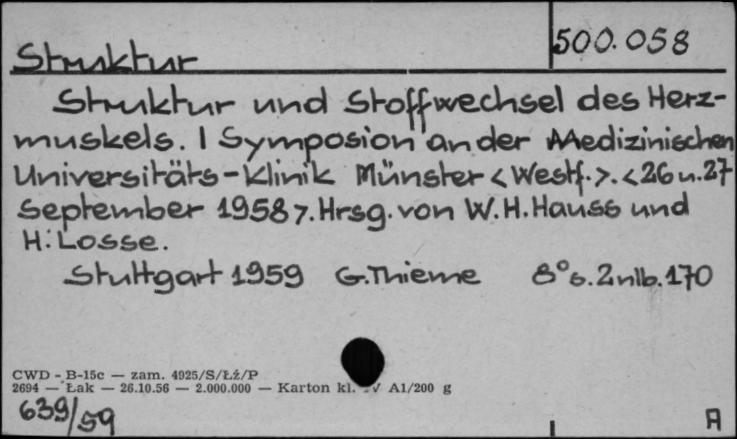 500.058
Struktur
Struktur und Stoffwechsel des Herz-
muskels. I Symposion an der Medizinischen
Universitäts-Klinik Münster <Westf.>. <26 u. 27
September 1958>. Hrsg. von W.H. Hauss und
H. Losse.
Stuttgart 1959 G. Thieme 8° s. 2nlb. 170
CWD - B-15c — zam. 4925/S/Łź/P
2694 — Łak — 26.10.56 — 2.000.000 — Karton kl. IV A1/200 g
639/59
A